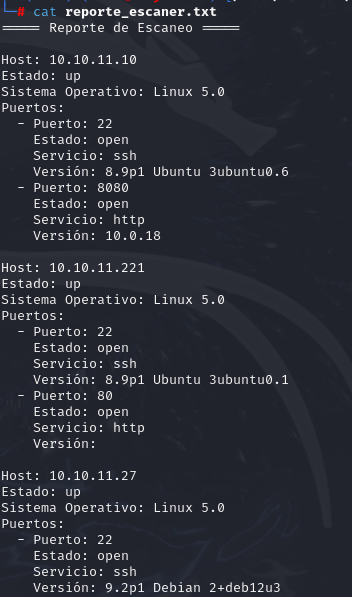 └─# cat reporte_escaner.txt
===== Reporte de Escaneo =====
Host: 10.10.11.10
Estado: up
Sistema Operativo: Linux 5.0
Puertos:
- Puerto: 22
Estado: open
Servicio: ssh
Versión: 8.9p1 Ubuntu 3ubuntu0.6
- Puerto: 8080
Estado: open
Servicio: http
Versión: 10.0.18
Host: 10.10.11.221
Estado: up
Sistema Operativo: Linux 5.0
Puertos:
- Puerto: 22
Estado: open
Servicio: ssh
Versión: 8.9p1 Ubuntu 3ubuntu0.1
- Puerto: 80
Estado: open
Servicio: http
Versión:
Host: 10.10.11.27
Estado: up
Sistema Operativo: Linux 5.0
Puertos:
- Puerto: 22
Estado: open
Servicio: ssh
Versión: 9.2p1 Debian 2+deb12u3